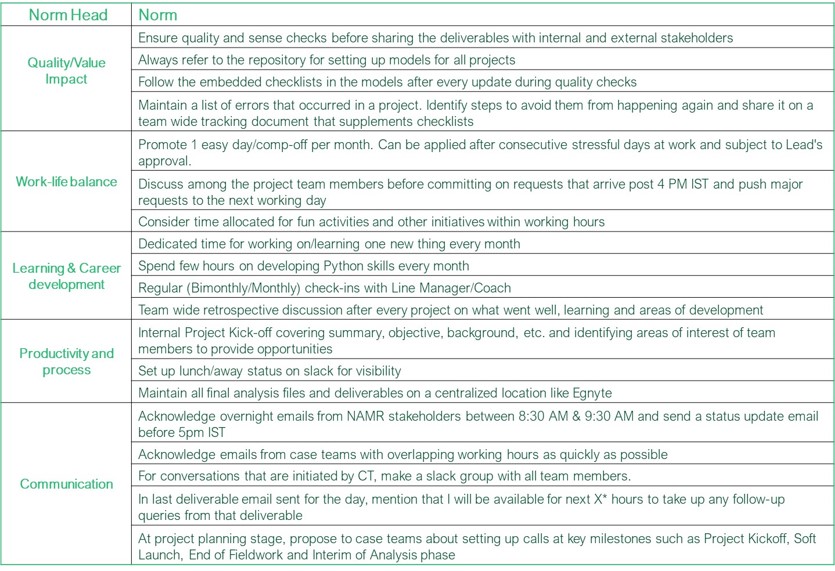 Norm Head
Norm
Quality/Value
Impact
Ensure quality and sense checks before sharing the deliverables with internal and external stakeholders
Always refer to the repository for setting up models for all projects
Follow the embedded checklists in the models after every update during quality checks
Maintain a list of errors that occurred in a project. Identify steps to avoid them from happening again and share it on a
team wide tracking document that supplements checklists
Work-life balance
Promote 1 easy day/comp-off per month. Can be applied after consecutive stressful days at work and subject to Lead's
approval.
Discuss among the project team members before committing on requests that arrive post 4 PM IST and push major
requests to the next working day
Consider time allocated for fun activities and other initiatives within working hours
Learning & Career
development
Dedicated time for working on/learning one new thing every month
Spend few hours on developing Python skills every month
Regular (Bimonthly/Monthly) check-ins with Line Manager/Coach
Team wide retrospective discussion after every project on what went well, learning and areas of development
Productivity and
process
Internal Project Kick-off covering summary, objective, background, etc. and identifying areas of interest of team
members to provide opportunities
Set up lunch/away status on slack for visibility
Maintain all final analysis files and deliverables on a centralized location like Egnyte
Communication
Acknowledge overnight emails from NAMR stakeholders between 8:30 AM & 9:30 AM and send a status update email
before 5pm IST
Acknowledge emails from case teams with overlapping working hours as quickly as possible
For conversations that are initiated by CT, make a slack group with all team members.
In last deliverable email sent for the day, mention that I will be available for next X* hours to take up any follow-up
queries from that deliverable
At project planning stage, propose to case teams about setting up calls at key milestones such as Project Kickoff, Soft
Launch, End of Fieldwork and Interim of Analysis phase